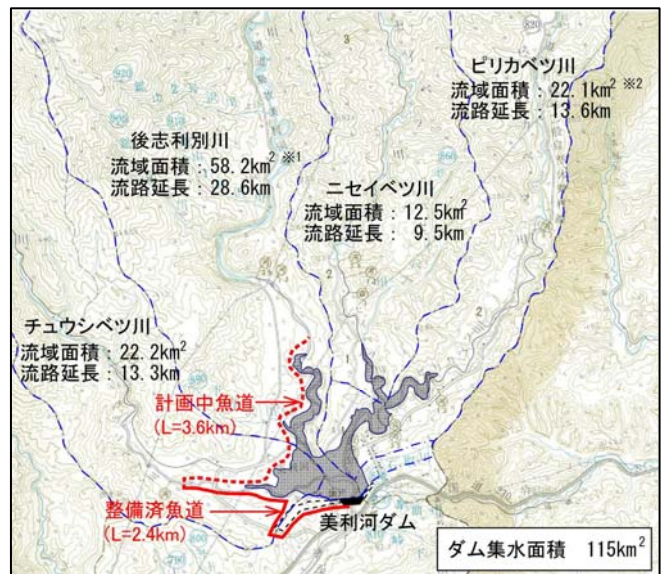 ピリカベツ川
流域面積：22.1km² ※2
流路延長：13.6km
後志利別川
流域面積：58.2km² ※1
流路延長：28.6km
ニセイベツ川
流域面積：12.5km²
流路延長： 9.5km
チュウシベツ川
流域面積：22.2km²
流路延長：13.3km
計画中魚道
(L=3.6km)
整備済魚道
(L=2.4km)
美利河ダム
ダム集水面積 115km²